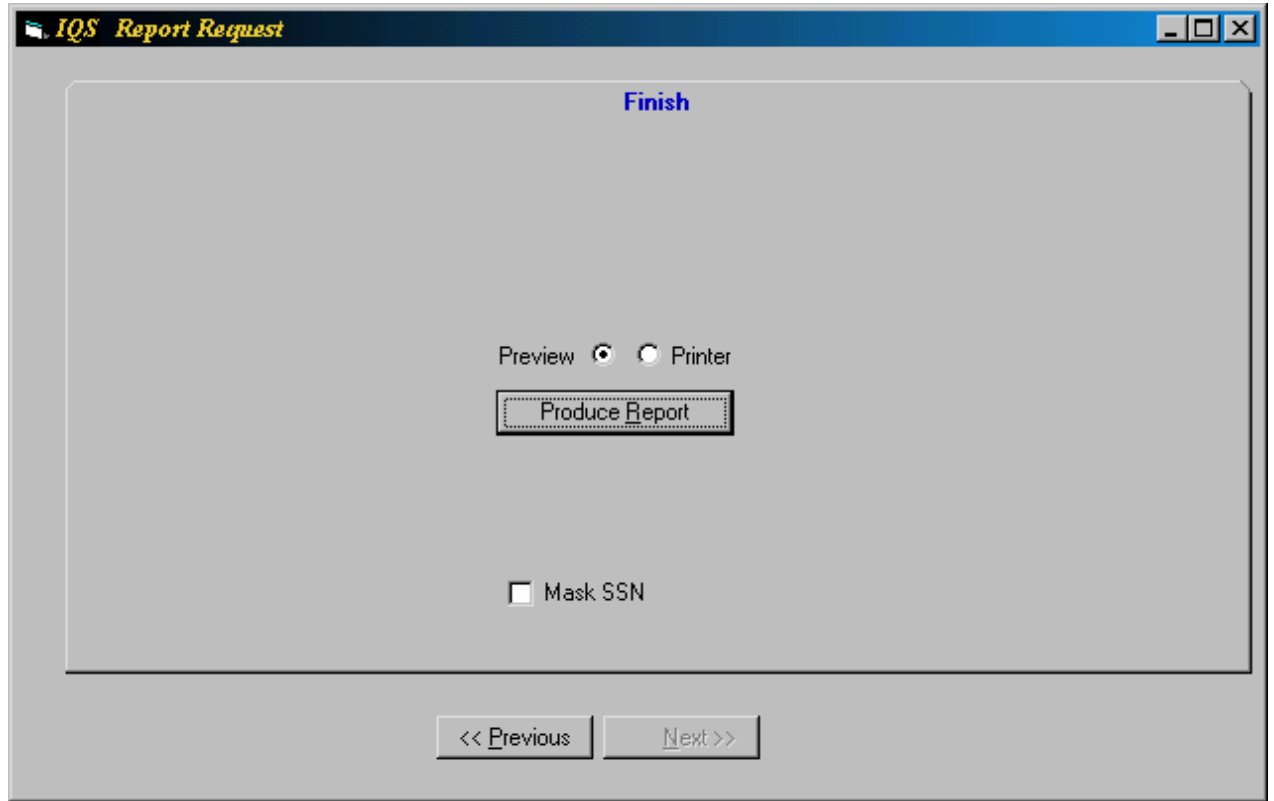 IQS Report Request
Finish
Preview Printer
Produce Report
Mask SSN
<< Previous Next >>